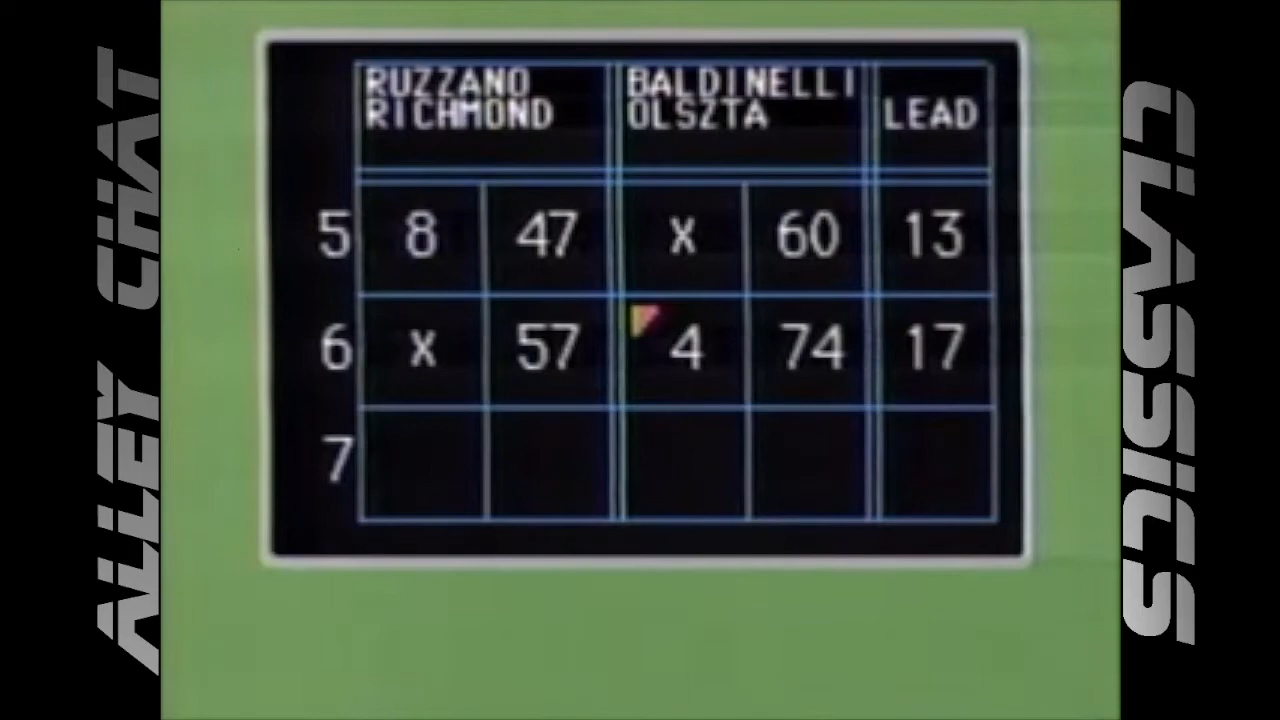 ALLEY CHAT
RUZZANO BALDINELLI
RICHMOND OLSZTA LEAD
5 8 47 X 60 13
6 X 57 4 74 17
7
CLASSICS